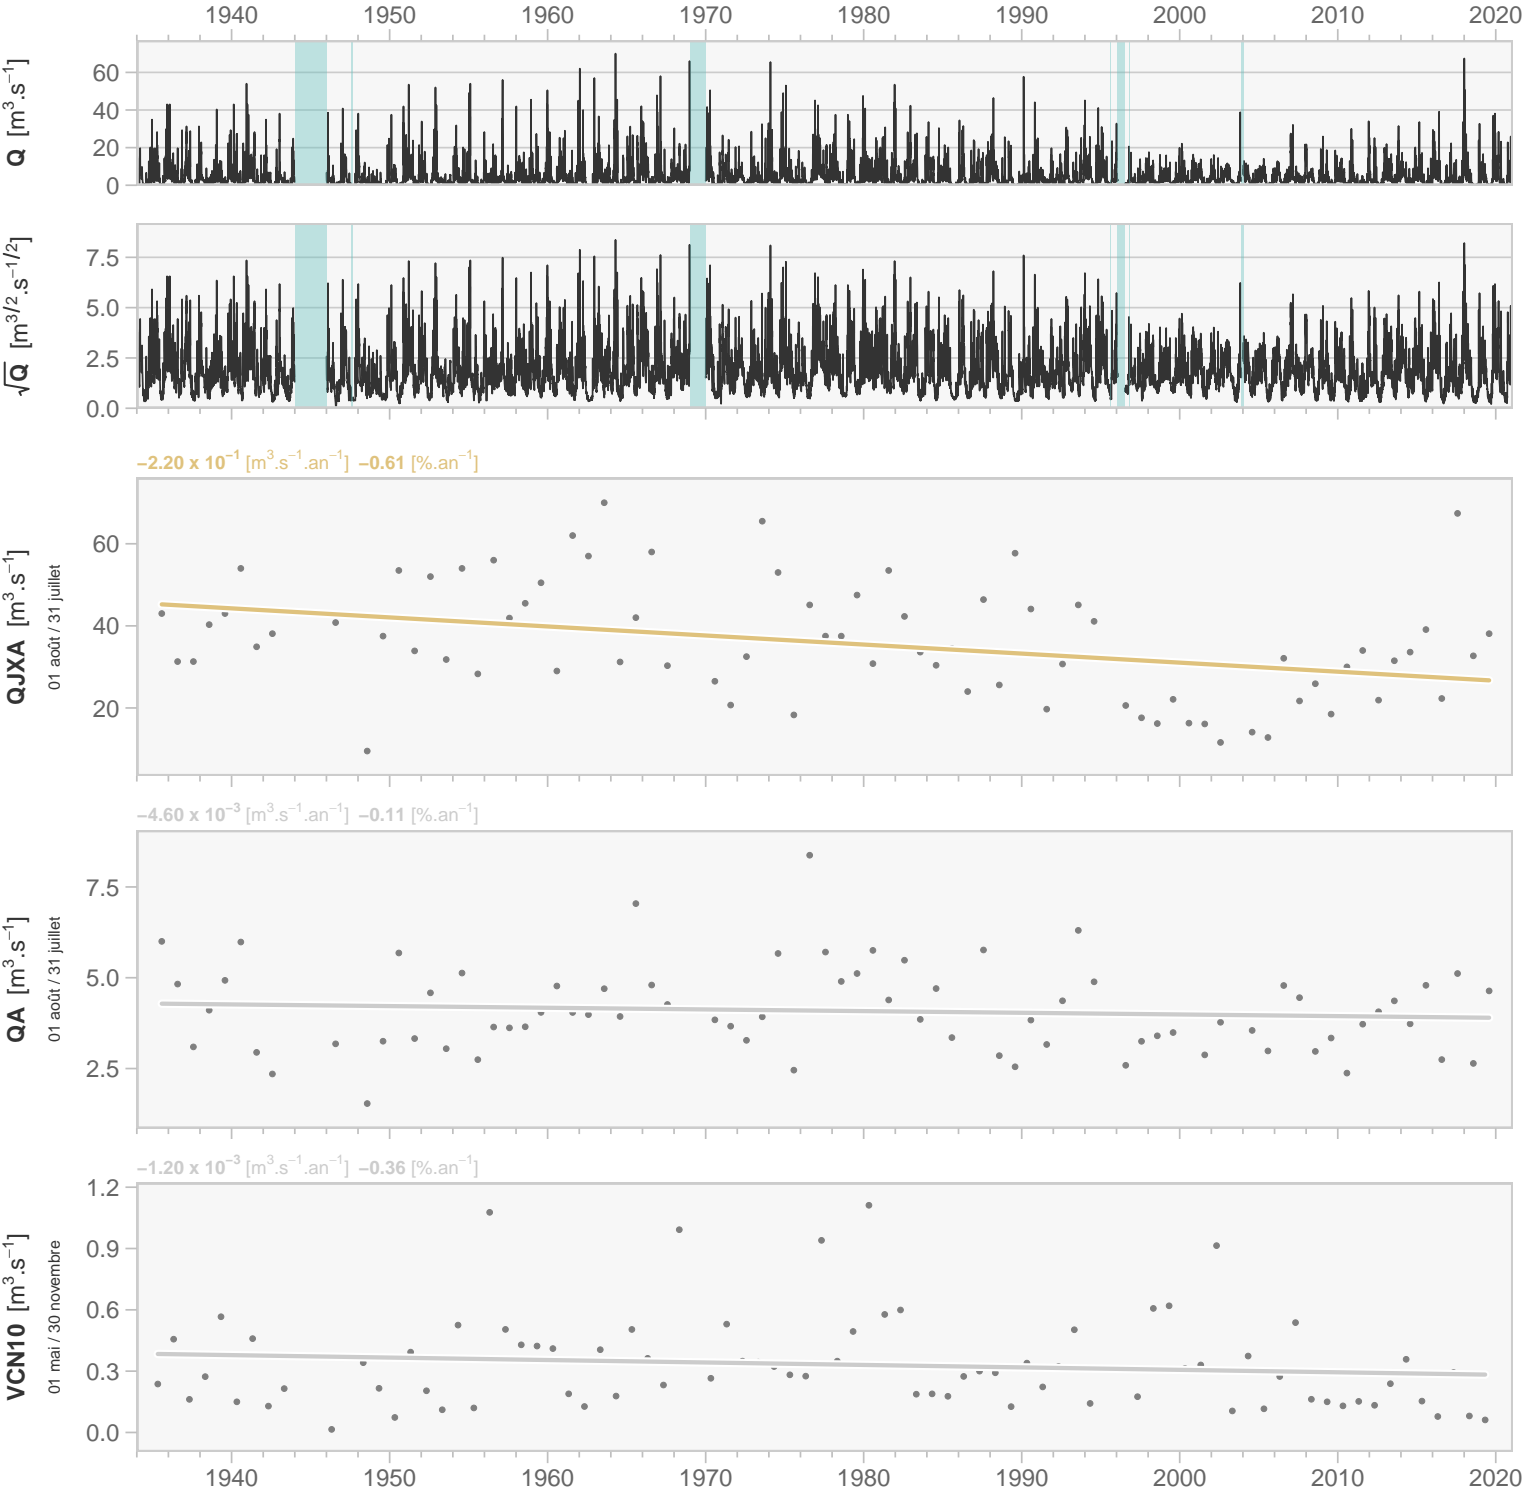 1940 1950 1960 1970 1980 1990 2000 2010 2020
Q [m³.s⁻¹]
60
40
20
0
√Q [m³ᐟ².s⁻¹ᐟ²]
7.5
5.0
2.5
0.0
−2.20 x 10⁻¹ [m³.s⁻¹.an⁻¹] −0.61 [%.an⁻¹]
QJXA [m³.s⁻¹]
01 août / 31 juillet
60
40
20
−4.60 x 10⁻³ [m³.s⁻¹.an⁻¹] −0.11 [%.an⁻¹]
QA [m³.s⁻¹]
01 août / 31 juillet
7.5
5.0
2.5
−1.20 x 10⁻³ [m³.s⁻¹.an⁻¹] −0.36 [%.an⁻¹]
VCN10 [m³.s⁻¹]
01 mai / 30 novembre
1.2
0.9
0.6
0.3
0.0
1940 1950 1960 1970 1980 1990 2000 2010 2020